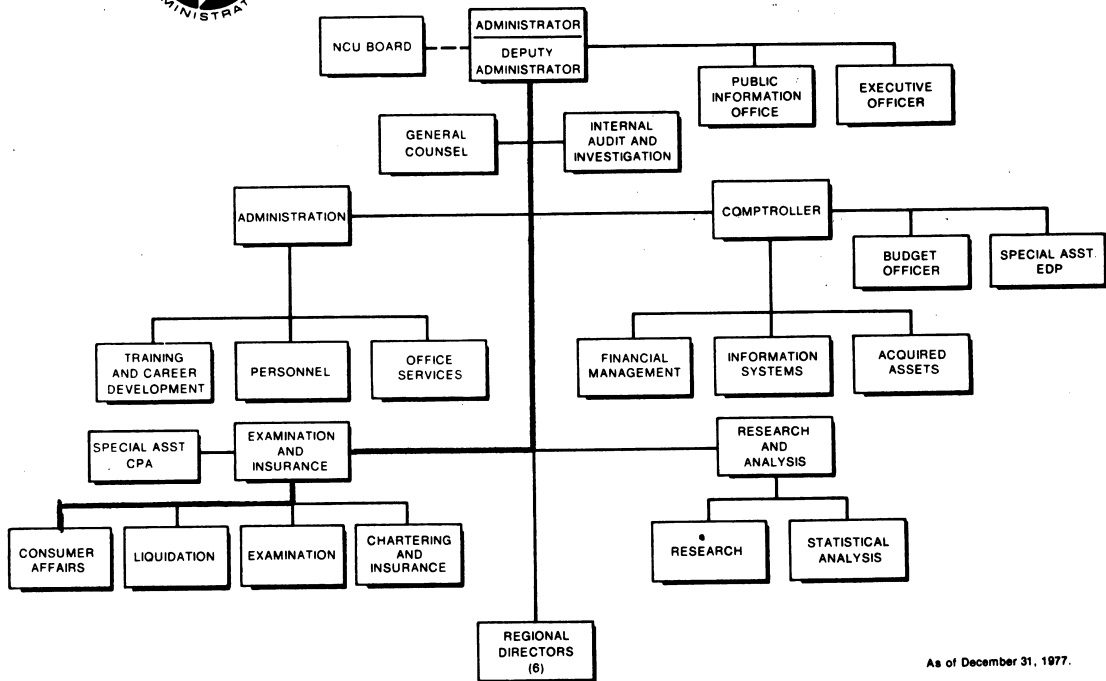 MINISTRAT
NCU BOARD
ADMINISTRATOR
DEPUTY
ADMINISTRATOR
PUBLIC
INFORMATION
OFFICE
EXECUTIVE
OFFICER
GENERAL
COUNSEL
INTERNAL
AUDIT AND
INVESTIGATION
ADMINISTRATION
COMPTROLLER
BUDGET
OFFICER
SPECIAL ASST.
EDP
TRAINING
AND CAREER
DEVELOPMENT
PERSONNEL
OFFICE
SERVICES
FINANCIAL
MANAGEMENT
INFORMATION
SYSTEMS
ACQUIRED
ASSETS
SPECIAL ASST
CPA
EXAMINATION
AND
INSURANCE
RESEARCH
AND
ANALYSIS
CONSUMER
AFFAIRS
LIQUIDATION
EXAMINATION
CHARTERING
AND
INSURANCE
RESEARCH
STATISTICAL
ANALYSIS
REGIONAL
DIRECTORS
(6)
As of December 31, 1977.